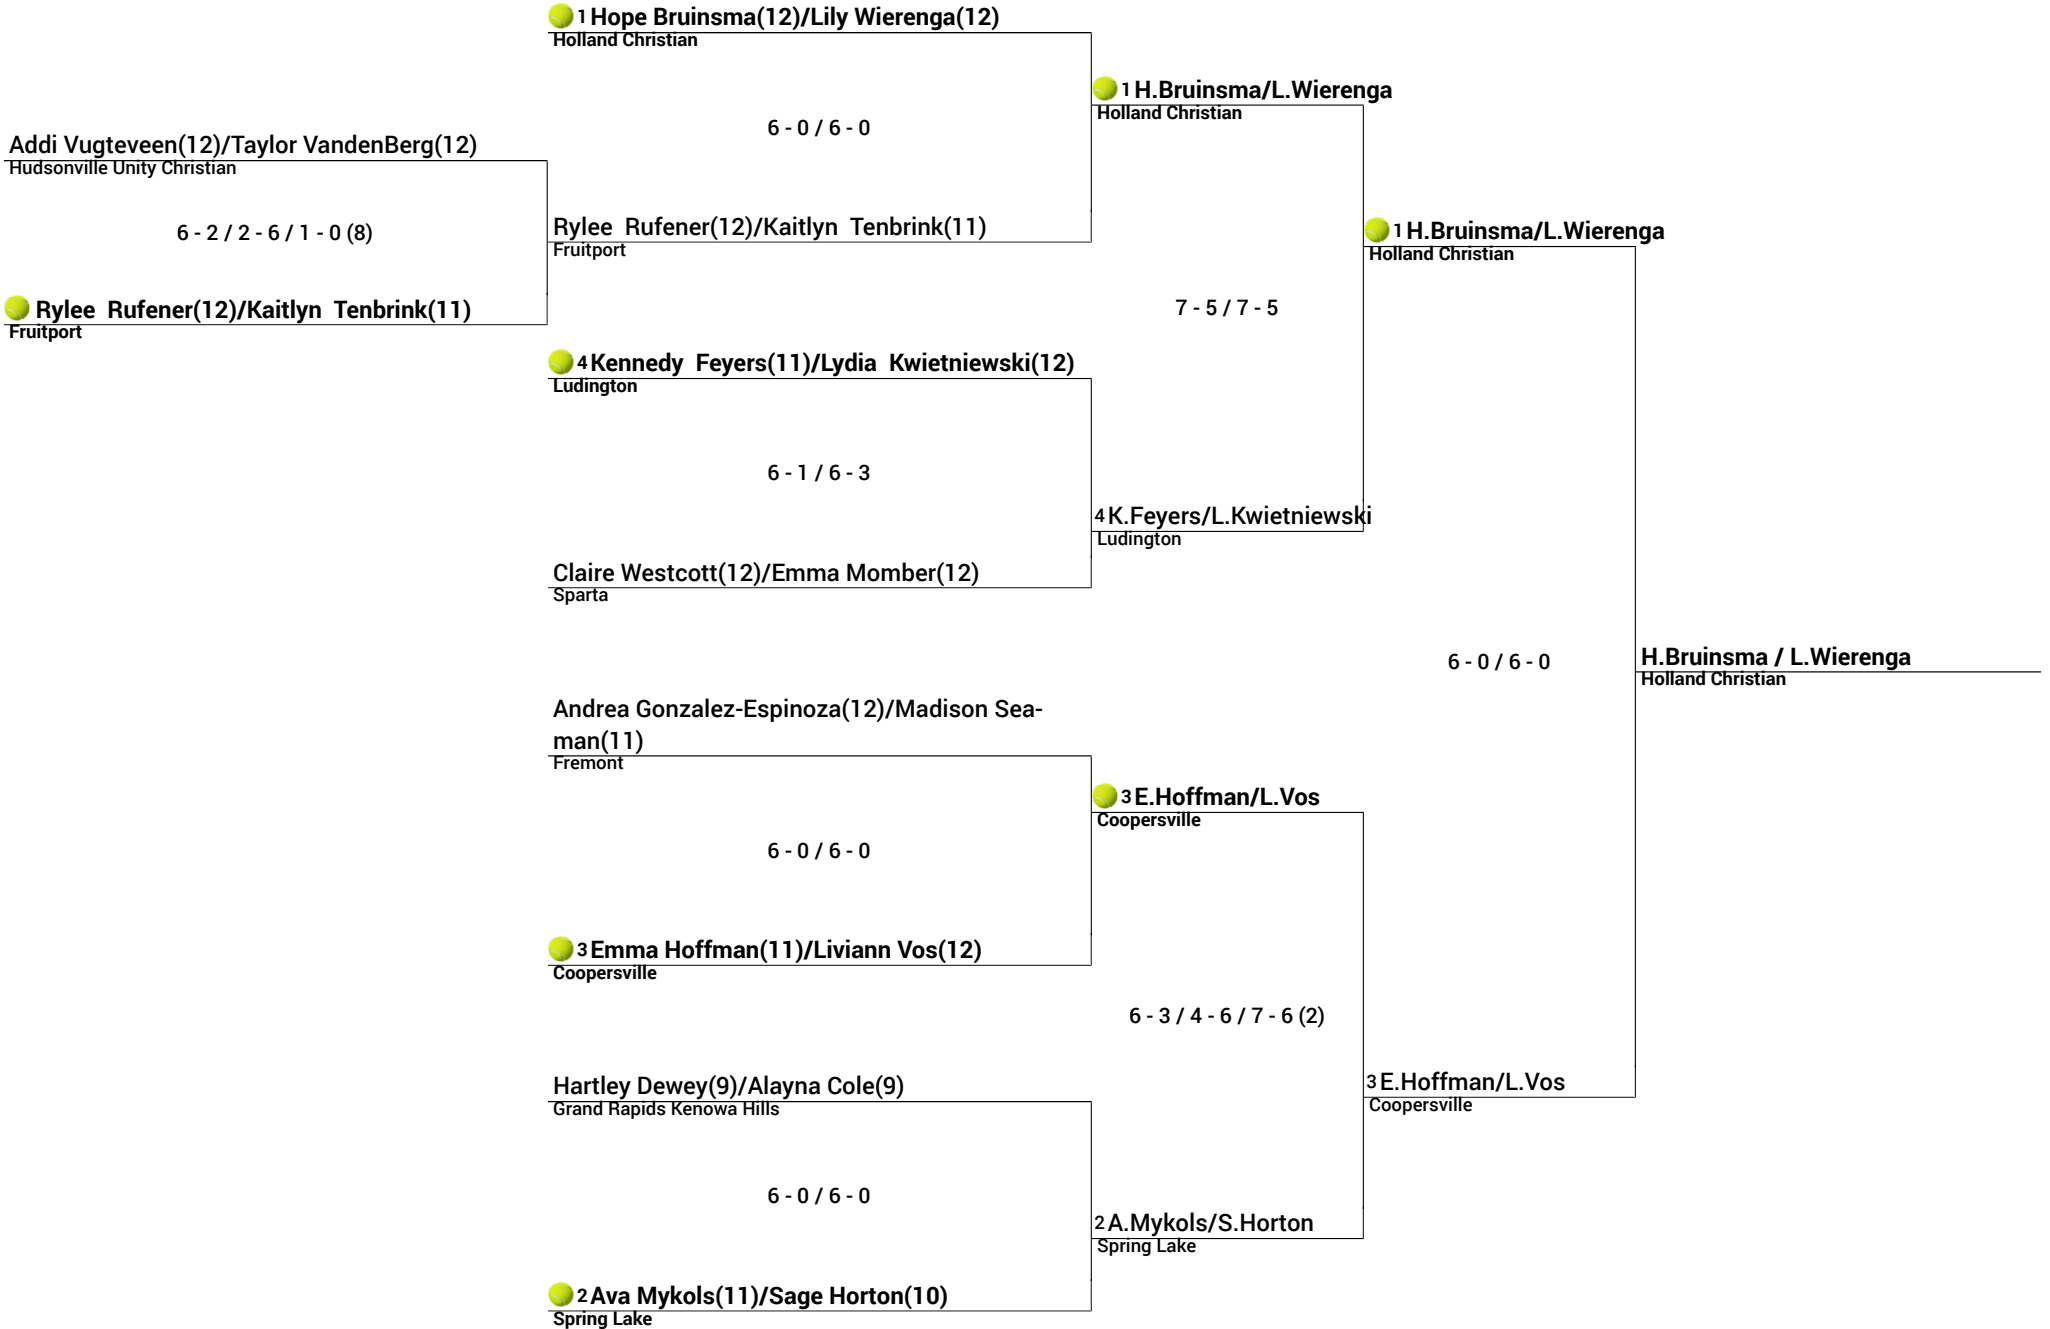 1 Hope Bruinsma(12)/Lily Wierenga(12)
Holland Christian
1 H.Bruinsma/L.Wierenga
Holland Christian
6 - 0 / 6 - 0
Addi Vugteveen(12)/Taylor VandenBerg(12)
Hudsonville Unity Christian
6 - 2 / 2 - 6 / 1 - 0 (8)
Rylee Rufener(12)/Kaitlyn Tenbrink(11)
Fruitport
1 H.Bruinsma/L.Wierenga
Holland Christian
Rylee Rufener(12)/Kaitlyn Tenbrink(11)
Fruitport
7 - 5 / 7 - 5
4 Kennedy Feyers(11)/Lydia Kwietniewski(12)
Ludington
6 - 1 / 6 - 3
4 K.Feyers/L.Kwietniewski
Ludington
Claire Westcott(12)/Emma Momber(12)
Sparta
6 - 0 / 6 - 0
H.Bruinsma / L.Wierenga
Holland Christian
Andrea Gonzalez-Espinoza(12)/Madison Sea-
man(11)
Fremont
3 E.Hoffman/L.Vos
Coopersville
6 - 0 / 6 - 0
3 Emma Hoffman(11)/Liviann Vos(12)
Coopersville
6 - 3 / 4 - 6 / 7 - 6 (2)
Hartley Dewey(9)/Alayna Cole(9)
Grand Rapids Kenowa Hills
3 E.Hoffman/L.Vos
Coopersville
6 - 0 / 6 - 0
2 A.Mykols/S.Horton
Spring Lake
2 Ava Mykols(11)/Sage Horton(10)
Spring Lake